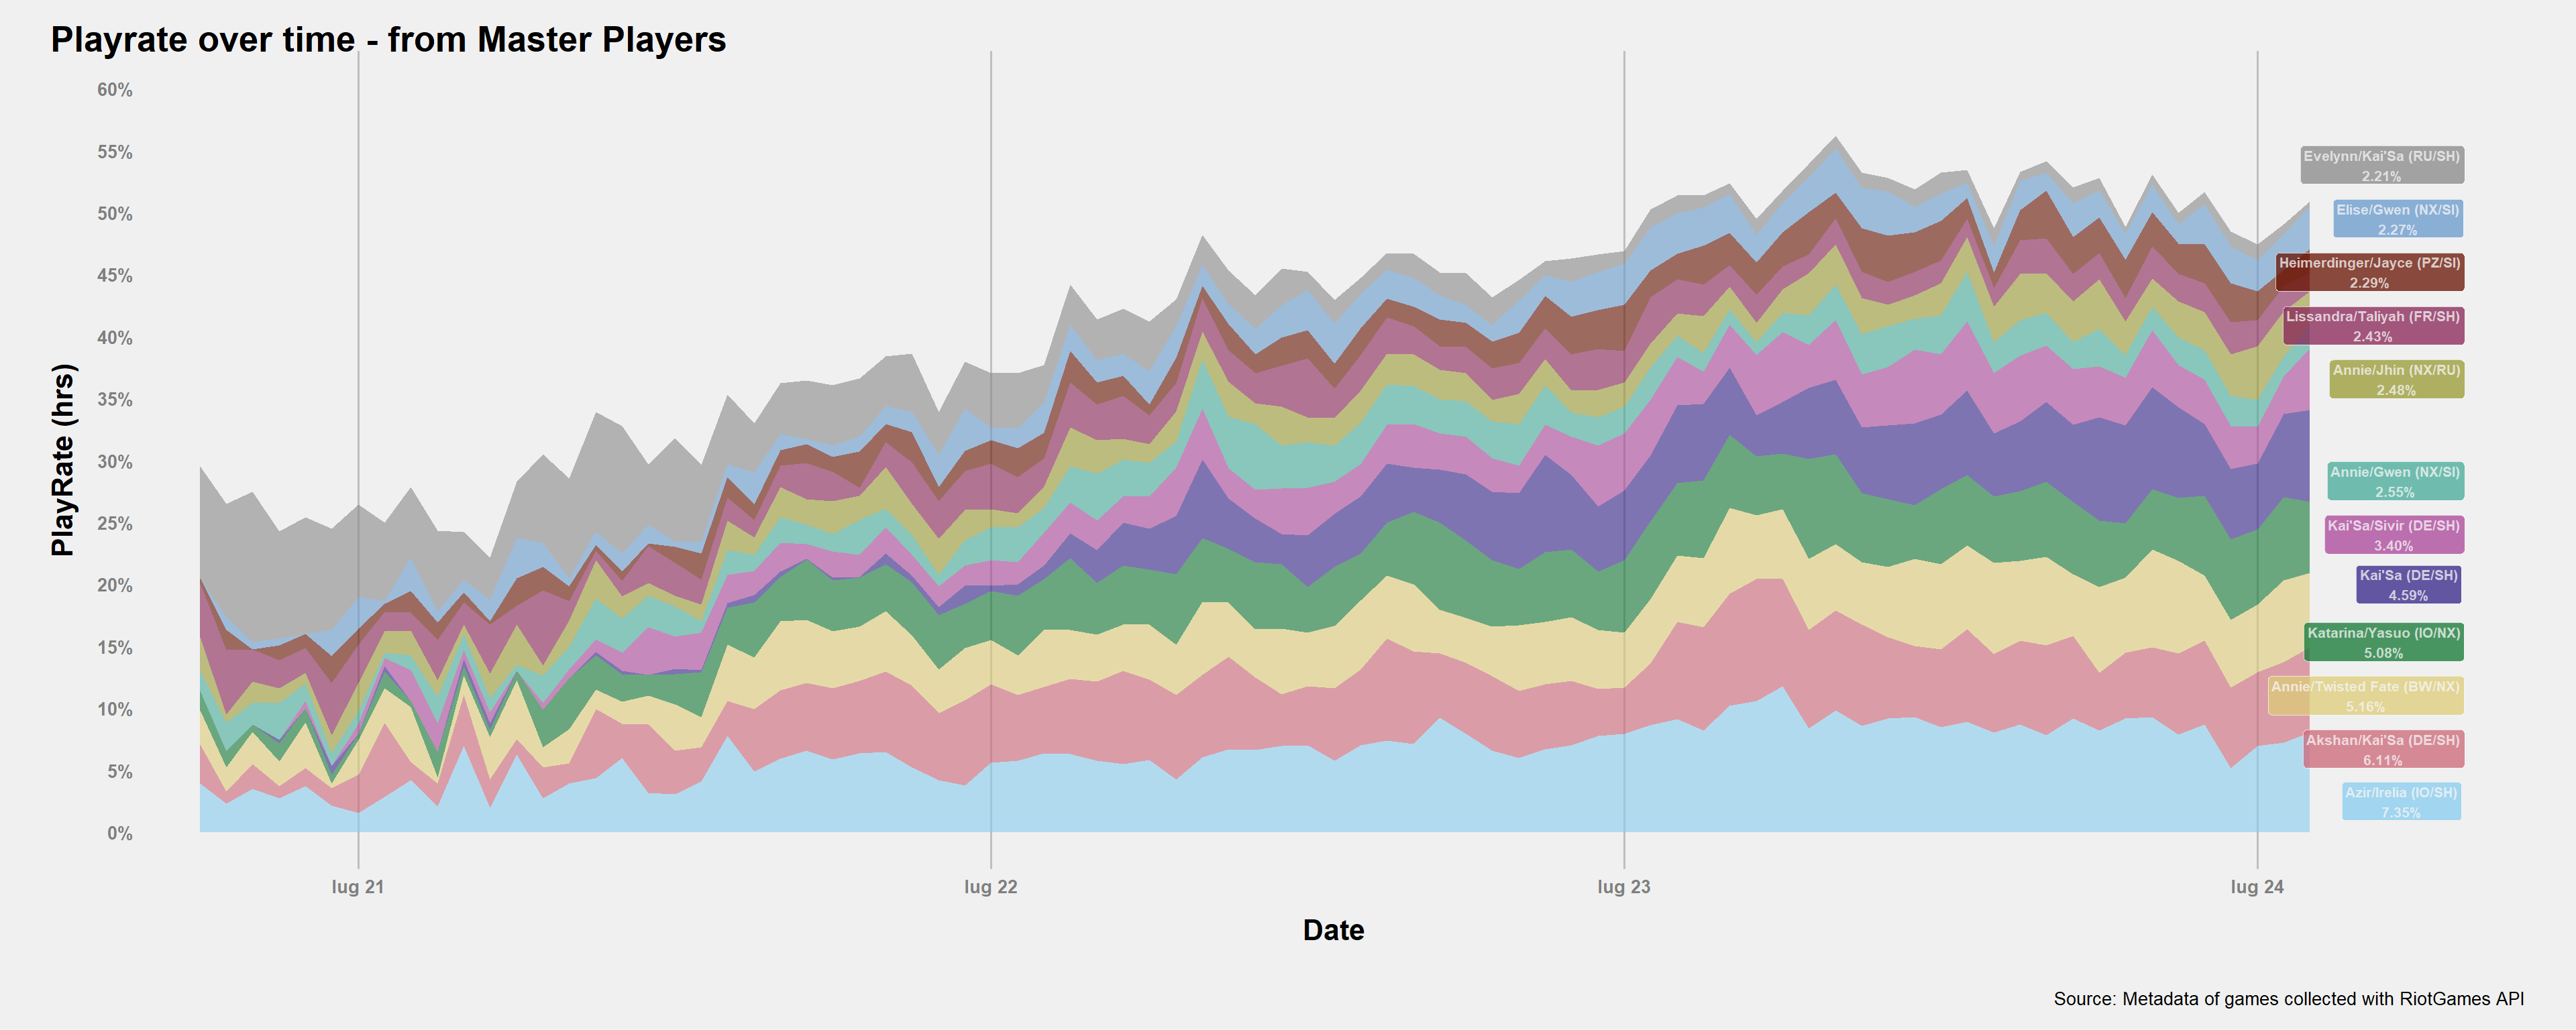 Playrate over time - from Master Players
60%
55%
50%
45%
40%
35%
30%
25%
20%
15%
10%
5%
0%
PlayRate (hrs)
Evelynn/Kai'Sa (RU/SH)
2.21%
Elise/Gwen (NX/SI)
2.27%
Heimerdinger/Jayce (PZ/SI)
2.29%
Lissandra/Taliyah (FR/SH)
2.43%
Annie/Jhin (NX/RU)
2.48%
Annie/Gwen (NX/SI)
2.55%
Kai'Sa/Sivir (DE/SH)
3.40%
Kai'Sa (DE/SH)
4.59%
Katarina/Yasuo (IO/NX)
5.08%
Annie/Twisted Fate (BW/NX)
5.16%
Akshan/Kai'Sa (DE/SH)
6.11%
Azir/Irelia (IO/SH)
7.35%
lug 21
lug 22
lug 23
lug 24
Date
Source: Metadata of games collected with RiotGames API